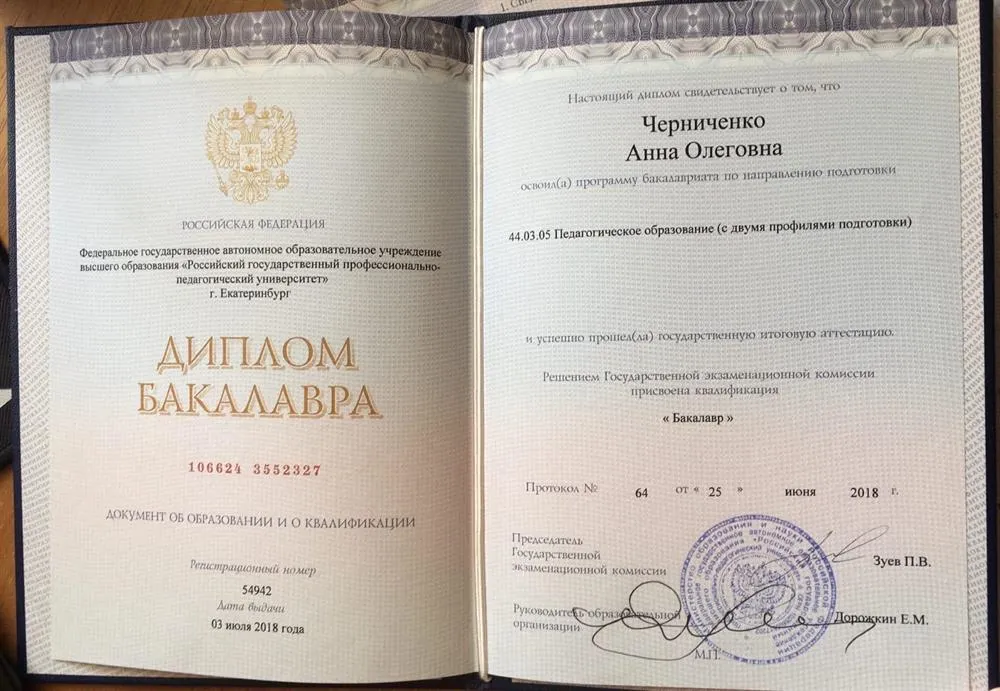 РОССИЙСКАЯ ФЕДЕРАЦИЯ
Федеральное государственное автономное образовательное учреждение
высшего образования «Российский государственный профессионально-
педагогический университет»
г. Екатеринбург
ДИПЛОМ
БАКАЛАВРА
106624 3552327
ДОКУМЕНТ ОБ ОБРАЗОВАНИИ И О КВАЛИФИКАЦИИ
Регистрационный номер
54942
Дата выдачи
03 июля 2018 года
Настоящий диплом свидетельствует о том, что
Черниченко
Анна Олеговна
освоил(а) программу бакалавриата по направлению подготовки
44.03.05 Педагогическое образование (с двумя профилями подготовки)
и успешно прошел(ла) государственную итоговую аттестацию.
Решением Государственной экзаменационной комиссии
присвоена квалификация
« Бакалавр »
Протокол № 64 от « 25 » июня 2018 г.
Председатель
Государственной
экзаменационной комиссии
Зуев П.В.
Руководитель образовательной
организации
Дорожкин Е.М.
М.П.